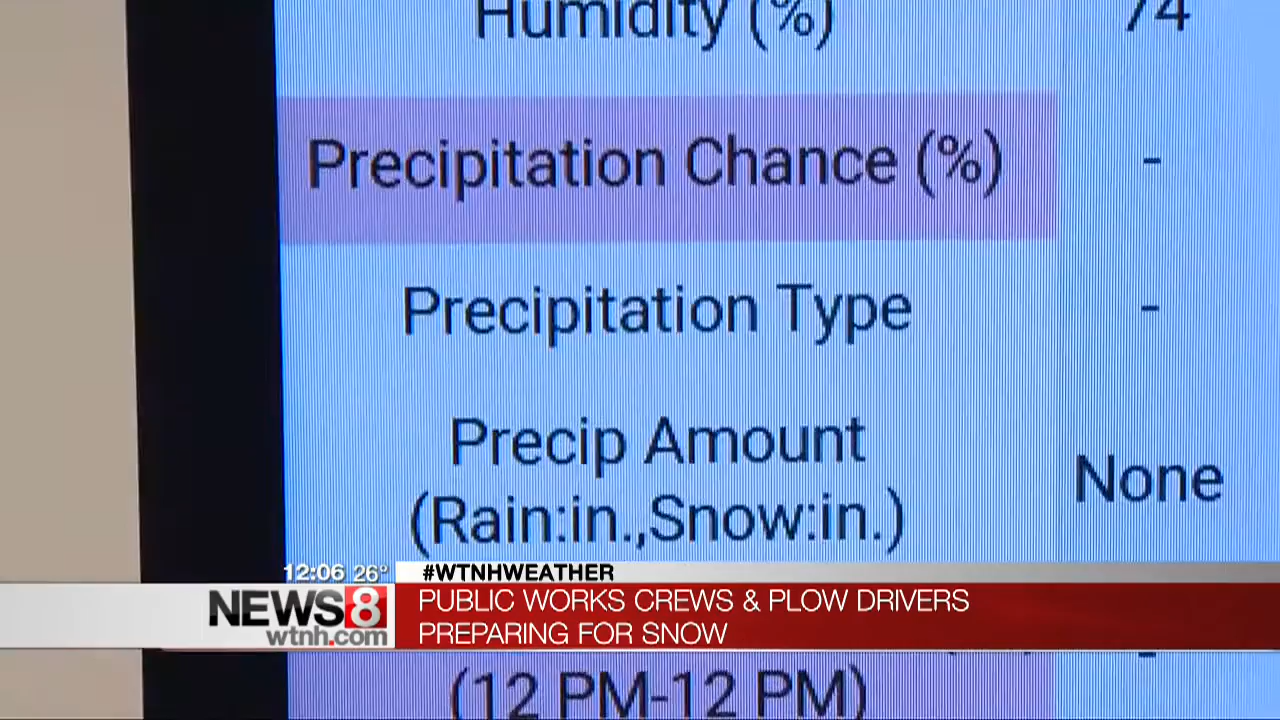 Humidity (%) 74
Precipitation Chance (%) -
Precipitation Type -
Precip Amount
(Rain:in.,Snow:in.) None
12:06 26° #WTNHWEATHER
NEWS8 PUBLIC WORKS CREWS & PLOW DRIVERS
wtnh.com PREPARING FOR SNOW
(12 PM-12 PM) -